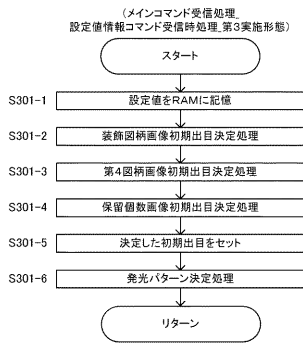 (メインコマンド受信処理_
設定値情報コマンド受信時処理_第3実施形態)
スタート
S301-1 設定値をRAMに記憶
S301-2 装飾図柄画像初期出目決定処理
S301-3 第4図柄画像初期出目決定処理
S301-4 保留個数画像初期出目決定処理
S301-5 決定した初期出目をセット
S301-6 発光パターン決定処理
リターン